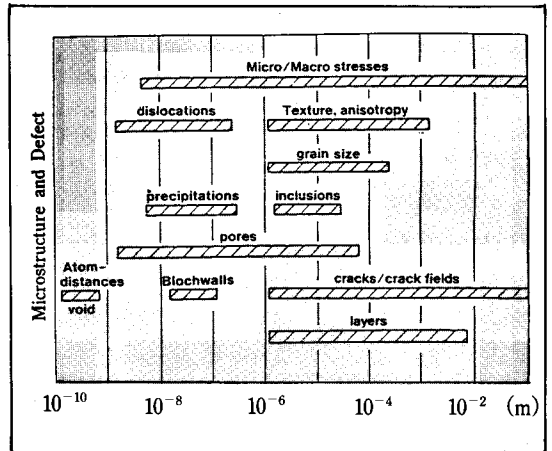 Micro/Macro stresses
dislocations
Texture, anisotropy
grain size
precipitations
inclusions
pores
Atom-
distances
void
Blochwalls
cracks/crack fields
layers
Microstructure and Defect
10⁻¹⁰ 10⁻⁸ 10⁻⁶ 10⁻⁴ 10⁻² (m)